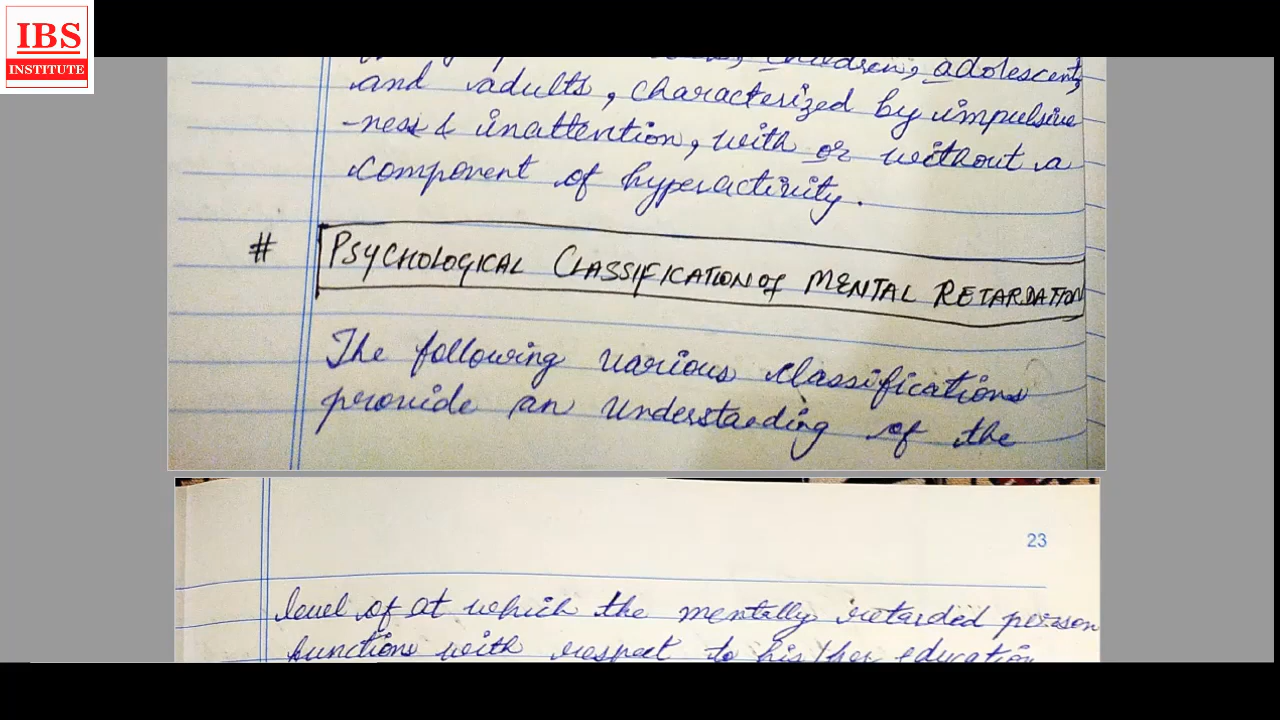 IBS
INSTITUTE
children, adolescents,
and adults, characterized by impulsive
-ness & inattention, with or without a
component of hyperactivity.
# PSYCHOLOGICAL CLASSIFICATION of MENTAL RETARDATION
The following various classifications
provide an understanding of the
23
level of at which the mentally retarded person
functions with respect to his/her education